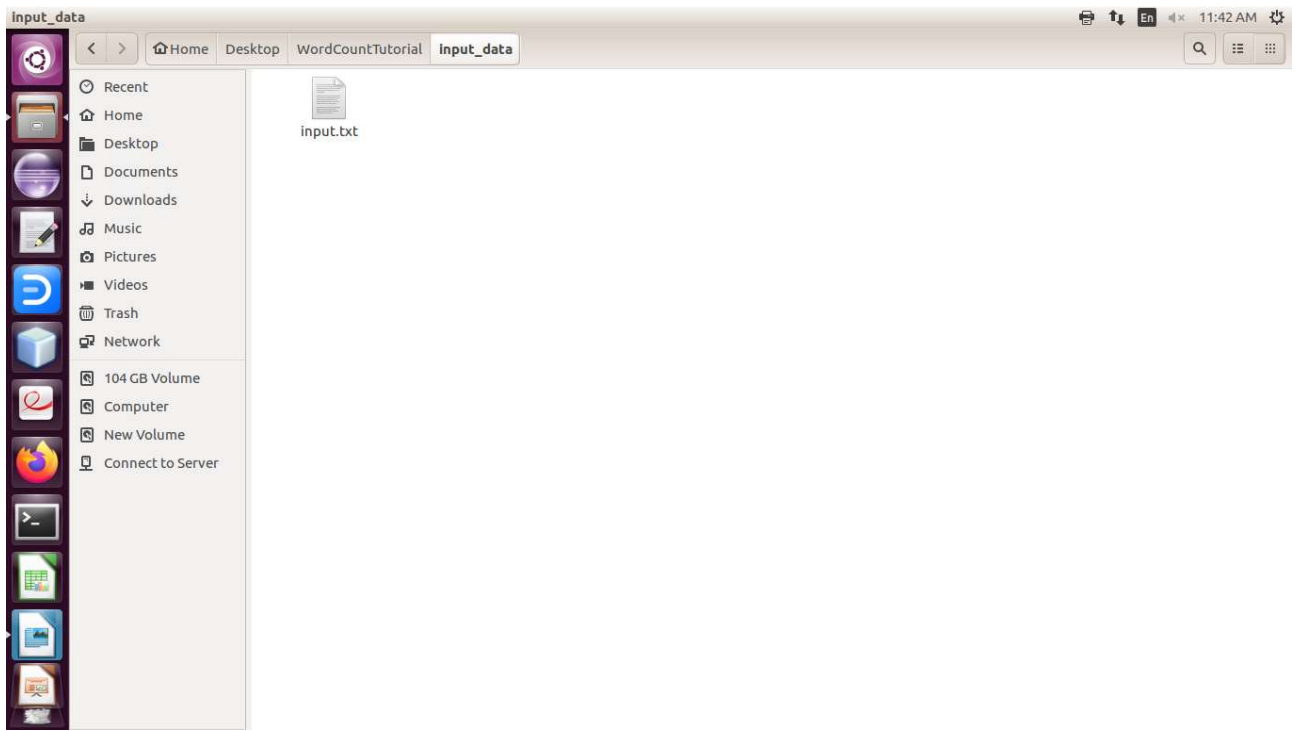 input_data
En
11:42 AM
Home Desktop WordCountTutorial input_data
Recent
Home
Desktop
Documents
Downloads
Music
Pictures
Videos
Trash
Network
104 GB Volume
Computer
New Volume
Connect to Server
input.txt